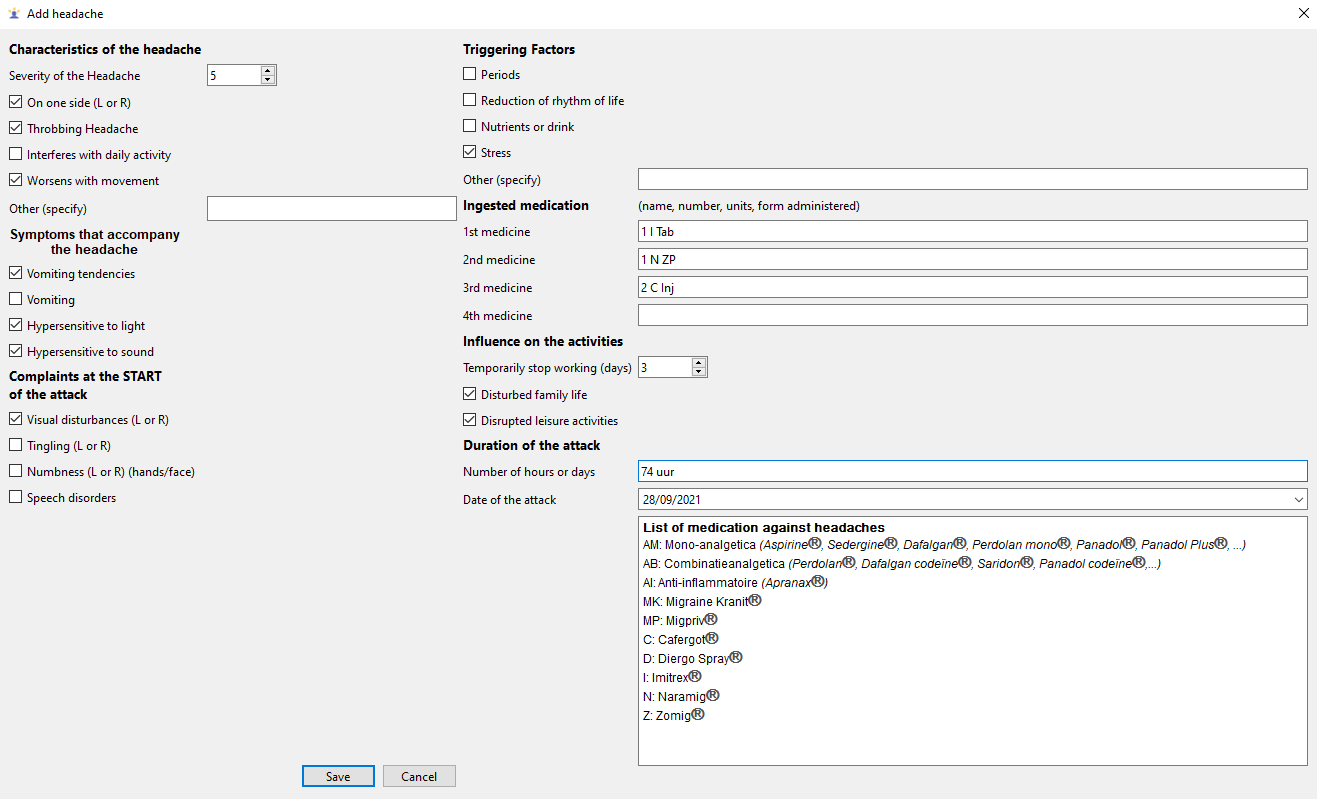 Add headache
Characteristics of the headache
Severity of the Headache 5
On one side (L or R)
Throbbing Headache
Interferes with daily activity
Worsens with movement
Other (specify)
Symptoms that accompany
the headache
Vomiting tendencies
Vomiting
Hypersensitive to light
Hypersensitive to sound
Complaints at the START
of the attack
Visual disturbances (L or R)
Tingling (L or R)
Numbness (L or R) (hands/face)
Speech disorders
Triggering Factors
Periods
Reduction of rhythm of life
Nutrients or drink
Stress
Other (specify)
Ingested medication (name, number, units, form administered)
1st medicine 1 I Tab
2nd medicine 1 N ZP
3rd medicine 2 C Inj
4th medicine
Influence on the activities
Temporarily stop working (days) 3
Disturbed family life
Disrupted leisure activities
Duration of the attack
Number of hours or days 74 uur
Date of the attack 28/09/2021
List of medication against headaches
AM: Mono-analgetica (Aspirine®, Sedergine®, Dafalgan®, Perdolan mono®, Panadol®, Panadol Plus®, ...)
AB: Combinatieanalgetica (Perdolan®, Dafalgan codeïne®, Saridon®, Panadol codeïne®,...)
AI: Anti-inflammatoire (Apranax®)
MK: Migraine Kranit®
MP: Migpriv®
C: Cafergot®
D: Diergo Spray®
I: Imitrex®
N: Naramig®
Z: Zomig®
Save
Cancel